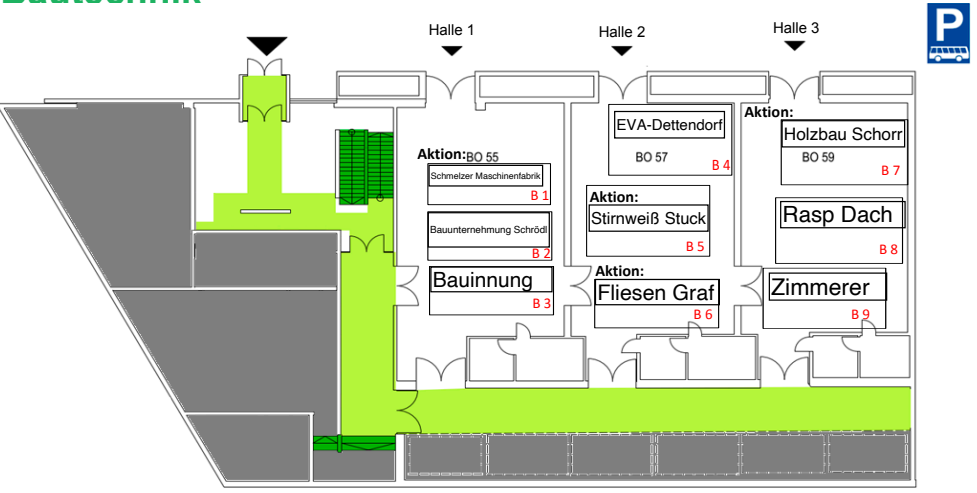 Bautechnik
Halle 1
Halle 2
Halle 3
P
Aktion:
BO 55
Schmelzer Maschinenfabrik
B 1
Bauunternehmung Schrödl
B 2
Bauinnung
B 3
EVA-Dettendorf
BO 57
B 4
Aktion:
Stirnweiß Stuck
B 5
Aktion:
Fliesen Graf
B 6
Aktion:
Holzbau Schorr
BO 59
B 7
Rasp Dach
B 8
Zimmerer
B 9